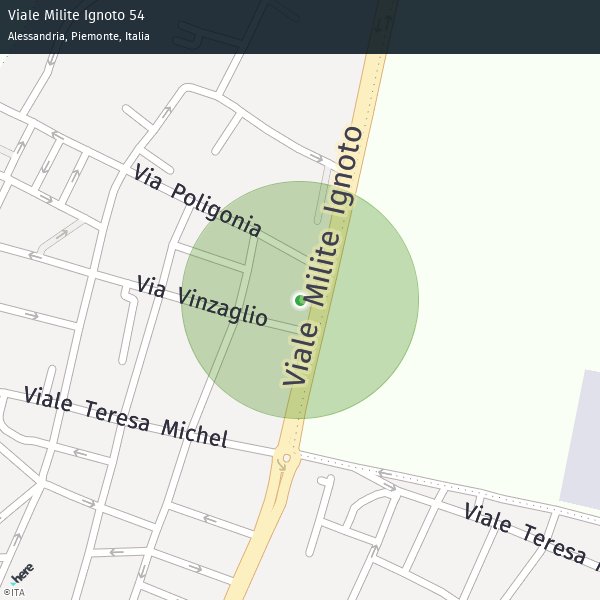 Viale Milite Ignoto 54
Alessandria, Piemonte, Italia
Viale Milite Ignoto
Via Poligonia
Via Vinzaglio
Viale Teresa Michel
Viale Teresa
here
©ITA